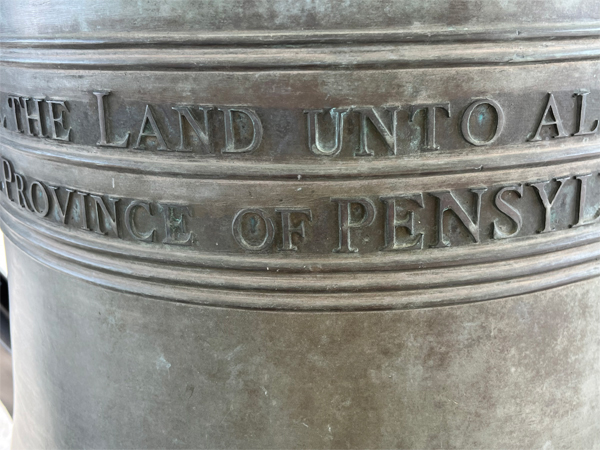 THE LAND UNTO AL
PROVINCE OF PENSYL